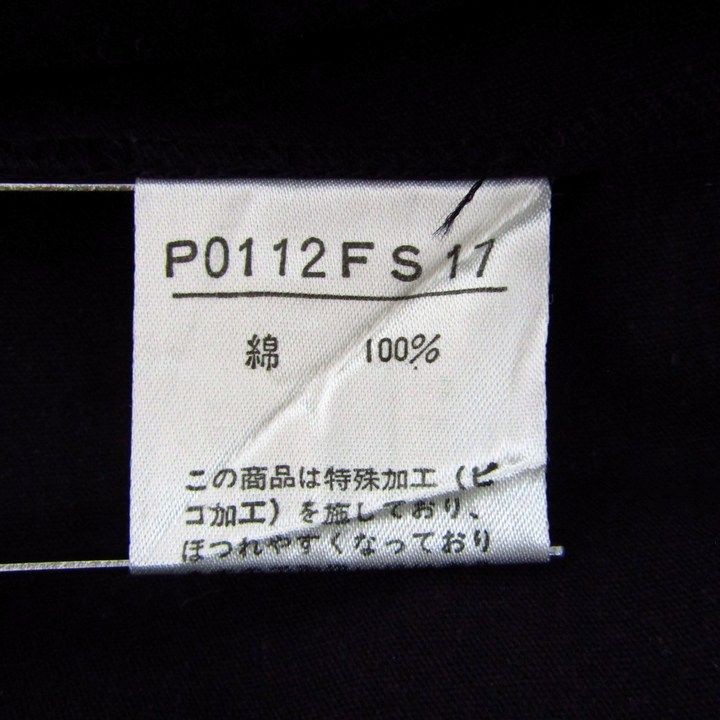 P0112FS17
綿 100%
この商品は特殊加工(ピ
コ加工)を施しており、
ほつれやすくなっており